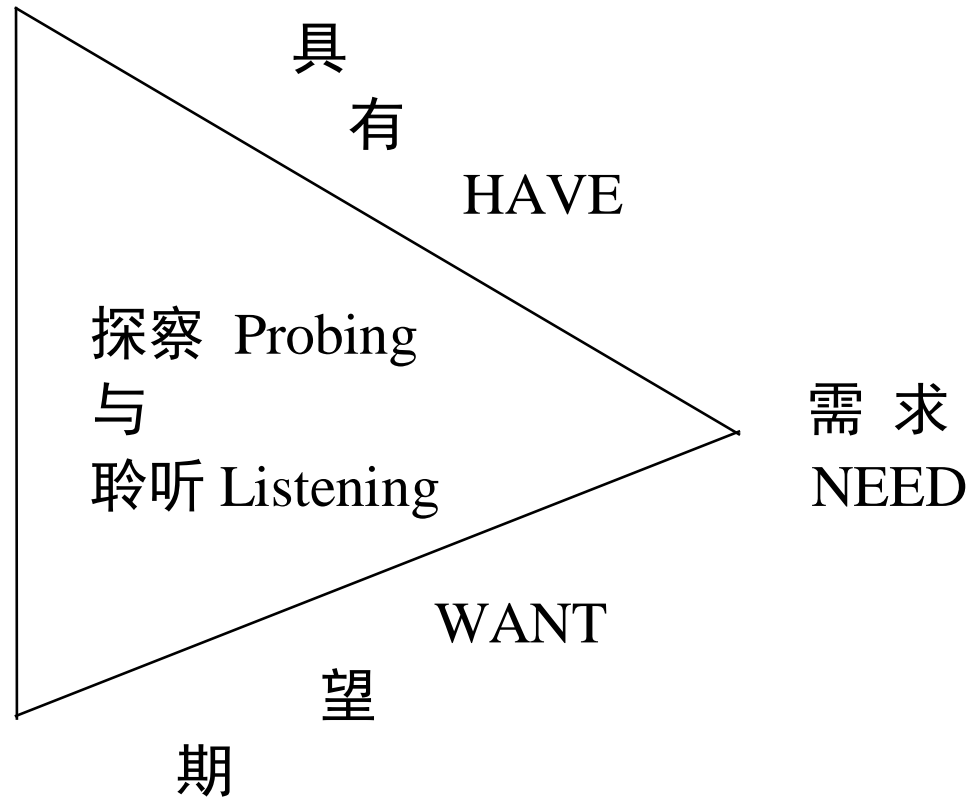 具
有
HAVE
探察 Probing
与
聆听 Listening
需 求
NEED
WANT
望
期